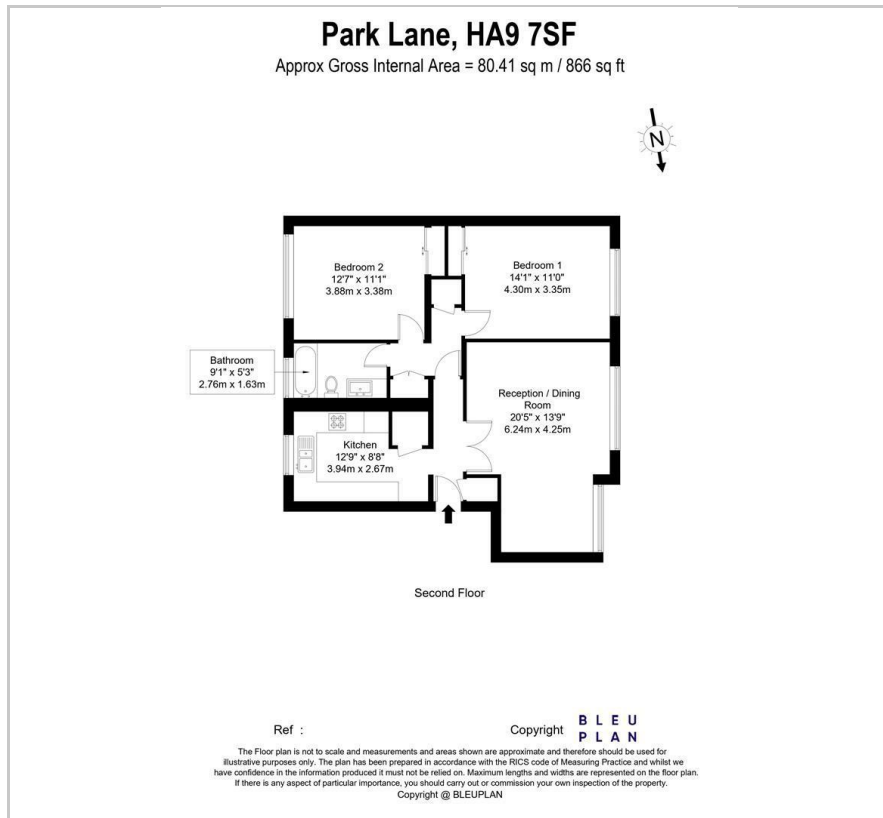 Park Lane, HA9 7SF
Approx Gross Internal Area = 80.41 sq m / 866 sq ft
N
Bedroom 2
12'7" x 11'1"
3.88m x 3.38m
Bedroom 1
14'1" x 11'0"
4.30m x 3.35m
Bathroom
9'1" x 5'3"
2.76m x 1.63m
Reception / Dining
Room
20'5" x 13'9"
6.24m x 4.25m
Kitchen
12'9" x 8'8"
3.94m x 2.67m
Second Floor
Ref :
Copyright
BLEU
PLAN
The Floor plan is not to scale and measurements and areas shown are approximate and therefore should be used for
illustrative purposes only. The plan has been prepared in accordance with the RICS code of Measuring Practice and whilst we
have confidence in the information produced it must not be relied on. Maximum lengths and widths are represented on the floor plan.
If there is any aspect of particular importance, you should carry out or commission your own inspection of the property.
Copyright @ BLEUPLAN